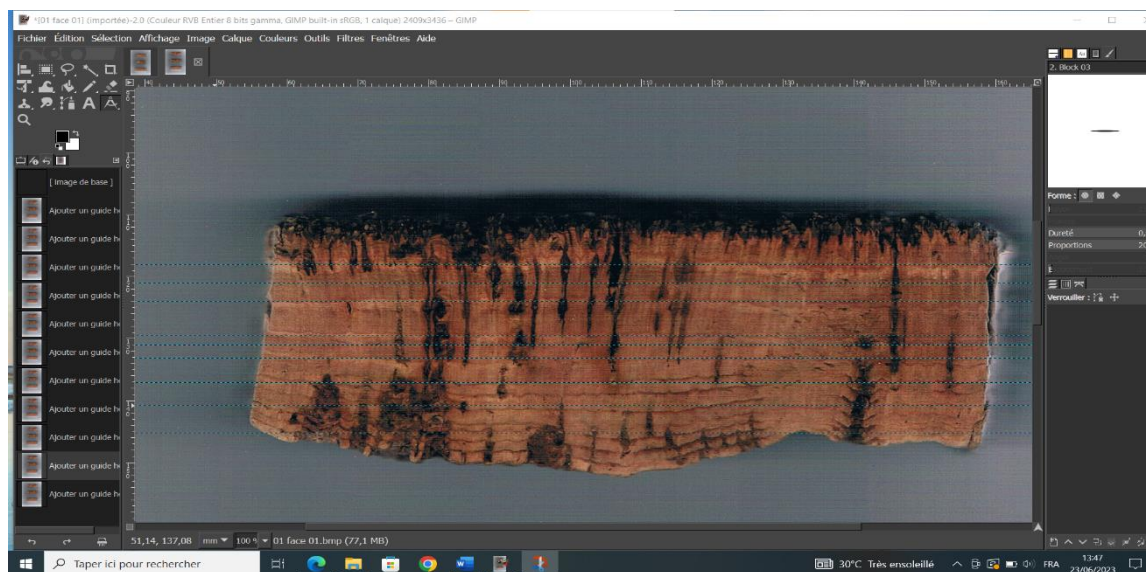 *[01 face 01] (importée)-2.0 (Couleur RVB Entier 8 bits gamma, GIMP built-in sRGB, 1 calque) 2409x3436 – GIMP
Fichier Édition Sélection Affichage Image Calque Couleurs Outils Filtres Fenêtres Aide
2. Block 03
[ Image de base ]
Ajouter un guide h
Ajouter un guide h
Ajouter un guide h
Ajouter un guide h
Ajouter un guide h
Ajouter un guide h
Ajouter un guide h
Ajouter un guide h
Ajouter un guide h
Ajouter un guide h
Ajouter un guide h
Forme :
Dureté 0,
Proportions 20
Verrouiller :
51,14, 137,08 mm 100 % 01 face 01.bmp (77,1 MB)
Taper ici pour rechercher
30°C Très ensoleillé
FRA
13:47
23/06/2023